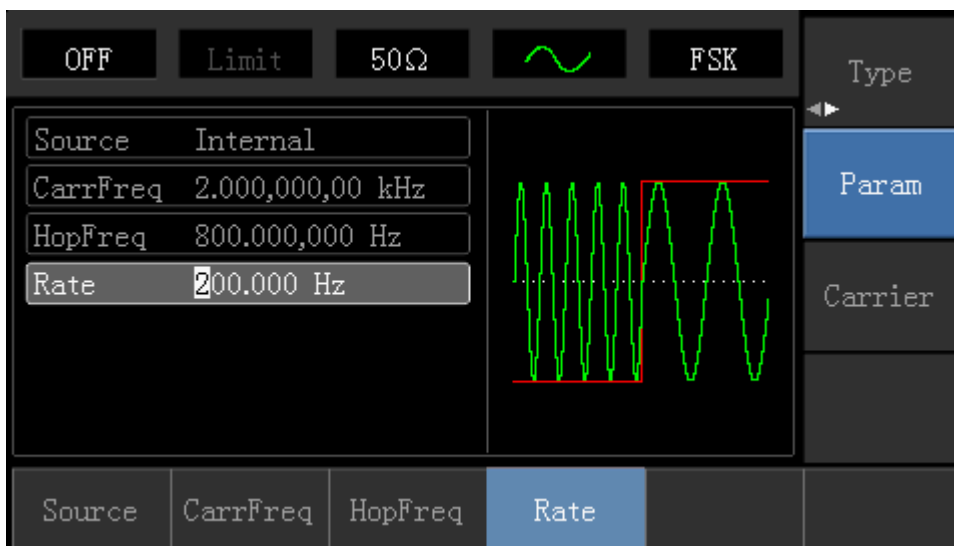 OFF Limit 50Ω FSK
Type
Source Internal
CarrFreq 2.000,000,00 kHz
HopFreq 800.000,000 Hz
Rate 200.000 Hz
Param
Carrier
Source CarrFreq HopFreq Rate